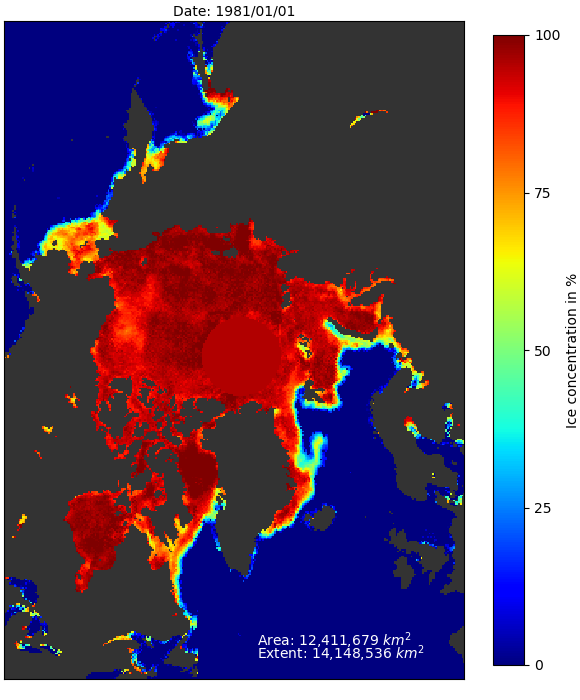 Date: 1981/01/01
100
75
50
25
0
Ice concentration in %
Area: 12,411,679 km²
Extent: 14,148,536 km²